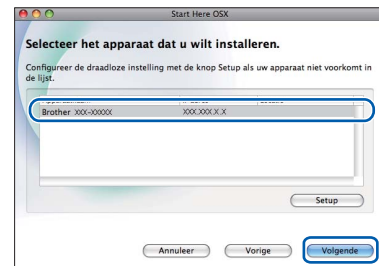 Start Here OSX
Selecteer het apparaat dat u wilt installeren.
Configureer de draadloze instelling met de knop Setup als uw apparaat niet voorkomt in
de lijst.
Brother XXX-XXXXX XXX.XXX.X.X
Setup
Annuleer Vorige Volgende